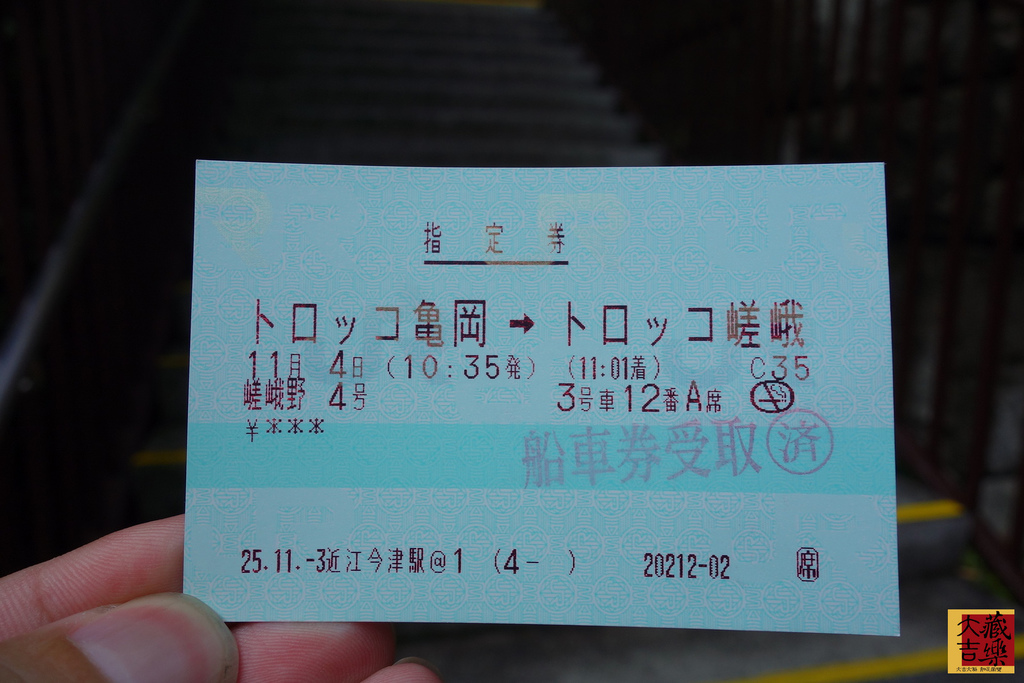 指定券
トロッコ亀岡 → トロッコ嵯峨
11月 4日 (10:35発) (11:01着) C35
嵯峨野 4号 3号車12番A席
¥***
船車券受取 済
25.11.-3近江今津駅@1 (4- ) 20212-02 席
大吉
藏樂